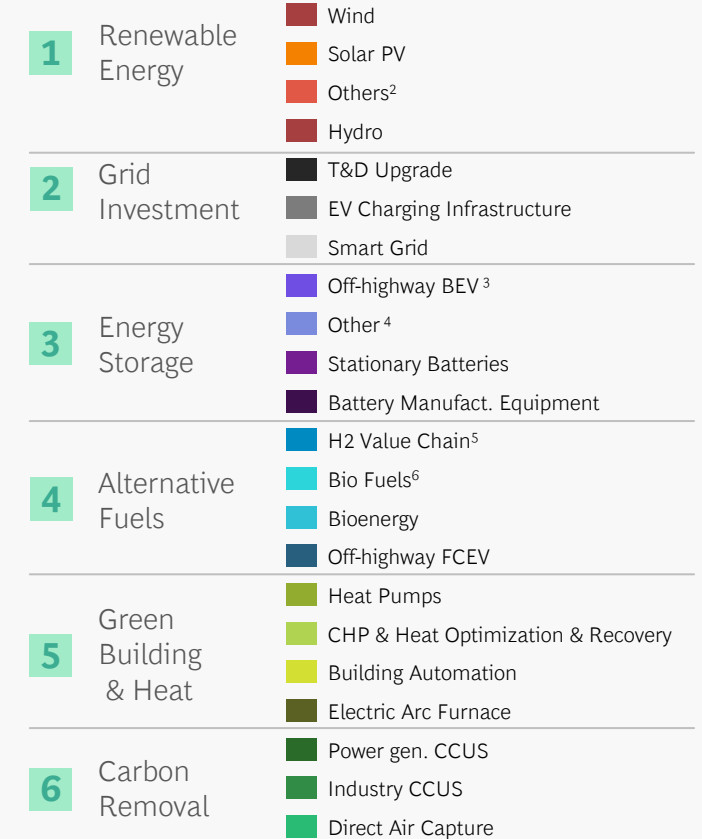 1
Renewable
Energy
Wind
Solar PV
Others²
Hydro
2
Grid
Investment
T&D Upgrade
EV Charging Infrastructure
Smart Grid
3
Energy
Storage
Off-highway BEV ³
Other ⁴
Stationary Batteries
Battery Manufact. Equipment
4
Alternative
Fuels
H2 Value Chain⁵
Bio Fuels⁶
Bioenergy
Off-highway FCEV
5
Green
Building
& Heat
Heat Pumps
CHP & Heat Optimization & Recovery
Building Automation
Electric Arc Furnace
6
Carbon
Removal
Power gen. CCUS
Industry CCUS
Direct Air Capture